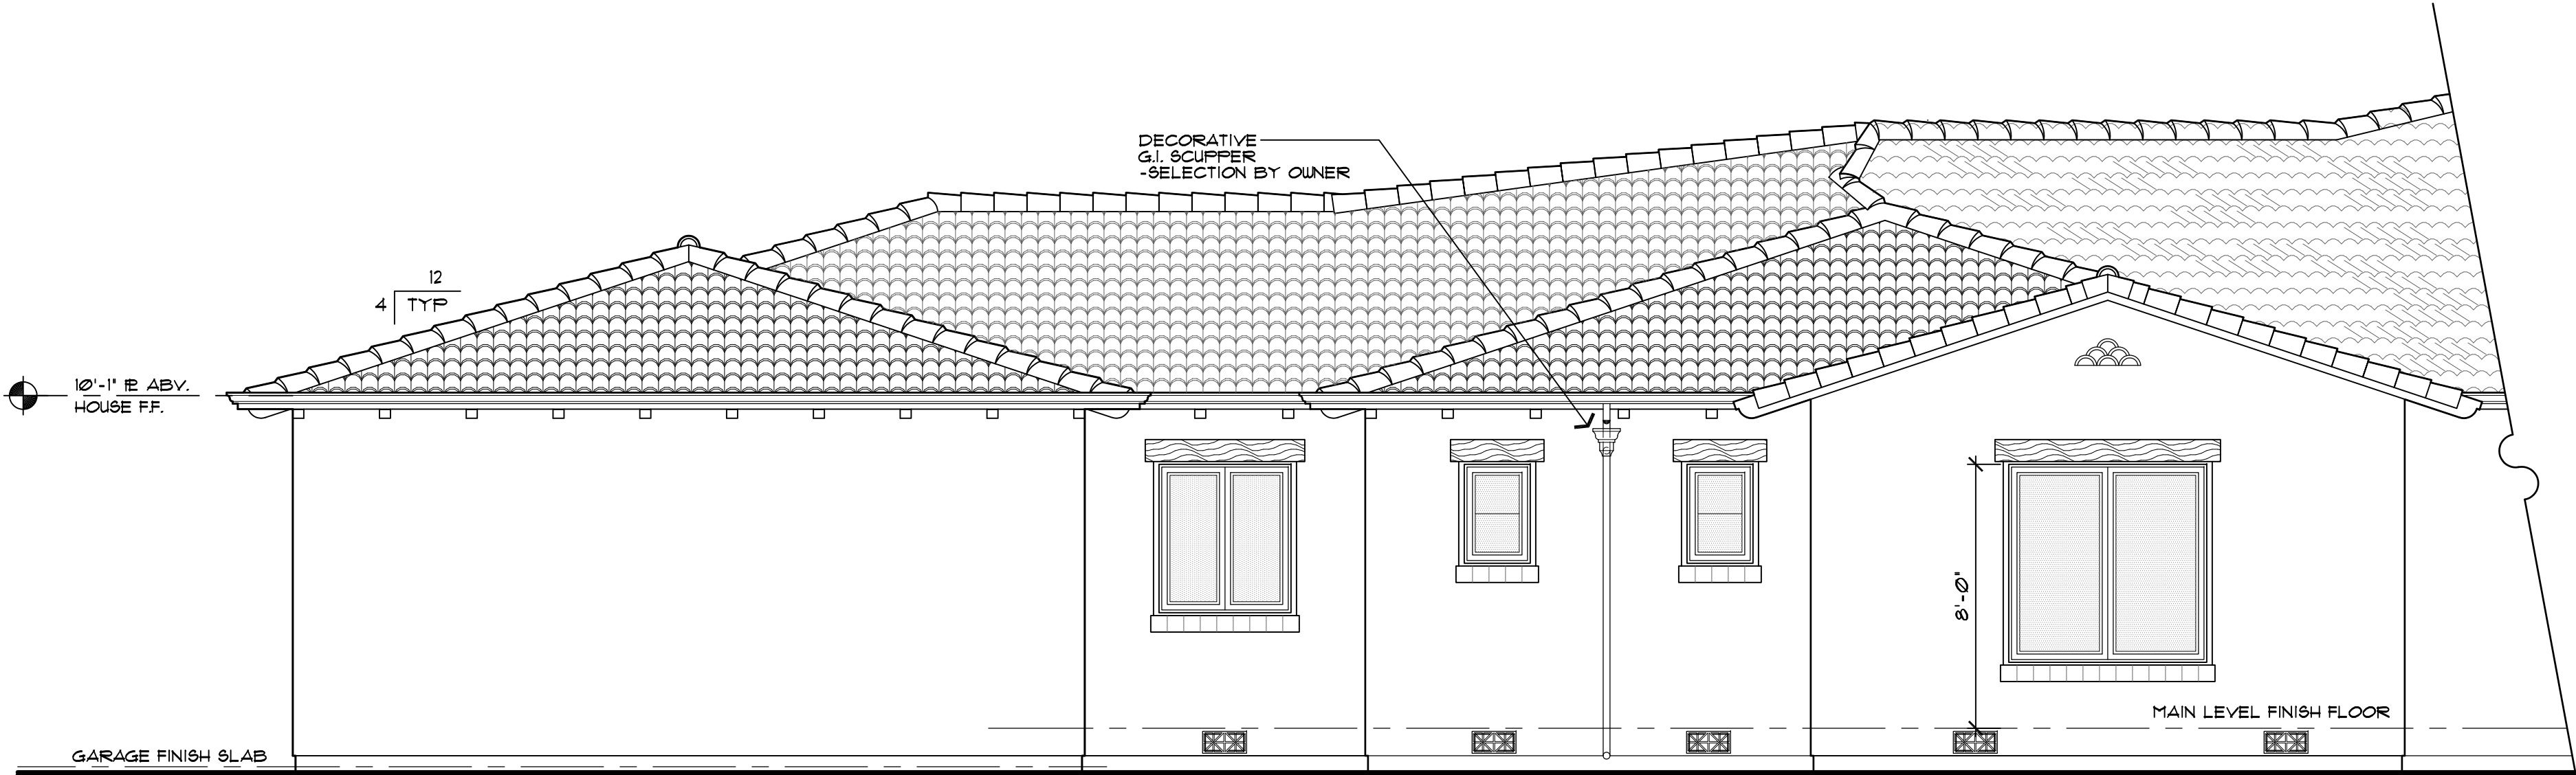 DECORATIVE
G.I. SCUPPER
-SELECTION BY OWNER
12
4 TYP
10'-1" PL ABV.
HOUSE F.F.
8'-0"
MAIN LEVEL FINISH FLOOR
GARAGE FINISH SLAB